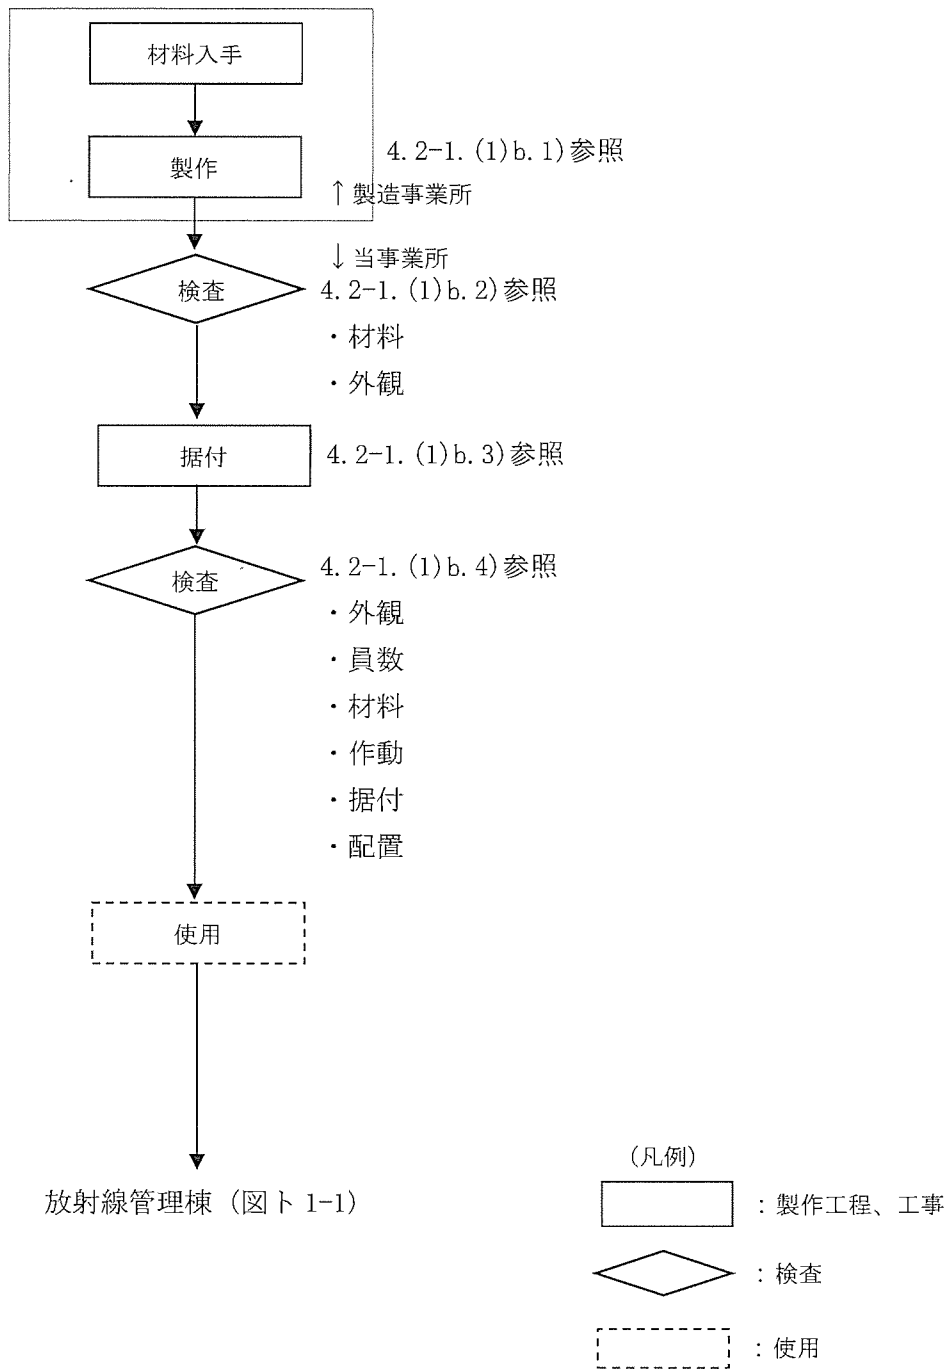 材料入手
製作
4.2-1.(1)b.1)参照
↑製造事業所
↓当事業所
検査
4.2-1.(1)b.2)参照
・材料
・外観
据付
4.2-1.(1)b.3)参照
検査
4.2-1.(1)b.4)参照
・外観
・員数
・材料
・作動
・据付
・配置
使用
放射線管理棟（図ト 1-1）
（凡例）
：製作工程、工事
：検査
：使用